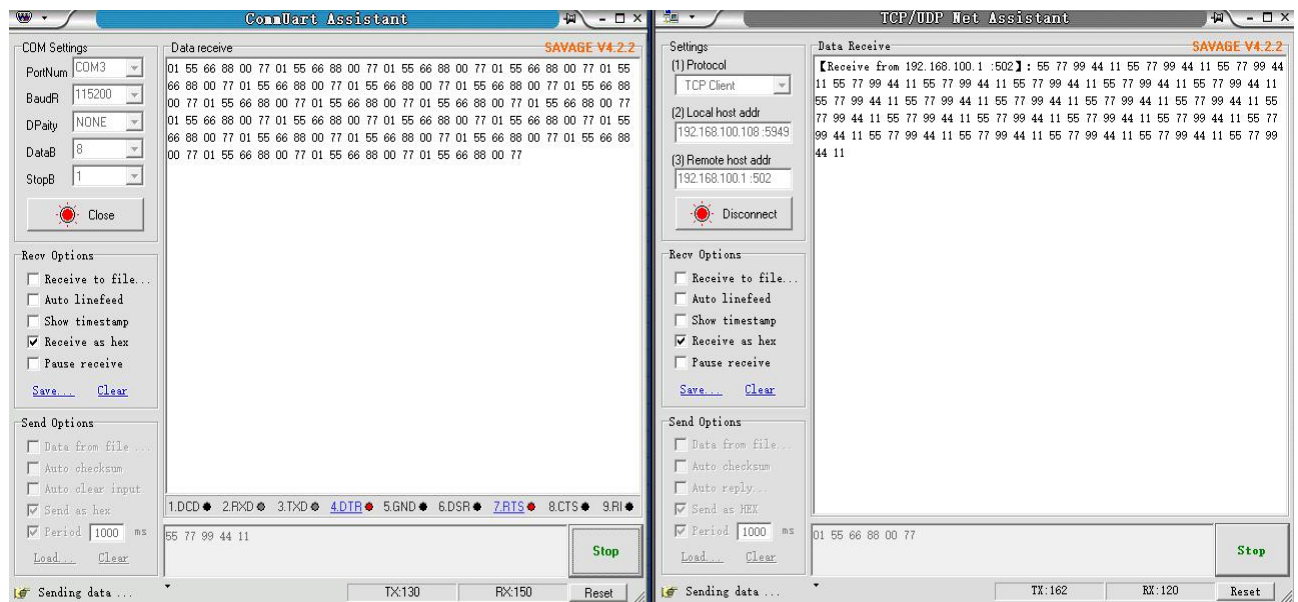 CommUart Assistant
COM Settings
PortNum COM3
BaudR 115200
DPaity NONE
DataB 8
StopB 1
Close
Recv Options
Receive to file...
Auto linefeed
Show timestamp
Receive as hex
Pause receive
Save... Clear
Send Options
Data from file ...
Auto checksum
Auto clear input
Send as hex
Period 1000 ms
Load... Clear
Data receive SAVAGE V4.2.2
01 55 66 88 00 77 01 55 66 88 00 77 01 55 66 88 00 77 01 55 66 88 00 77 01 55
66 88 00 77 01 55 66 88 00 77 01 55 66 88 00 77 01 55 66 88 00 77 01 55 66 88
00 77 01 55 66 88 00 77 01 55 66 88 00 77 01 55 66 88 00 77 01 55 66 88 00 77
01 55 66 88 00 77 01 55 66 88 00 77 01 55 66 88 00 77 01 55 66 88 00 77 01 55
66 88 00 77 01 55 66 88 00 77 01 55 66 88 00 77 01 55 66 88 00 77 01 55 66 88
00 77 01 55 66 88 00 77 01 55 66 88 00 77 01 55 66 88 00 77
1.DCD 2.RXD 3.TXD 4.DTR 5.GND 6.DSR 7.RTS 8.CTS 9.RI
55 77 99 44 11
Stop
Sending data ... TX:130 RX:150 Reset
TCP/UDP Net Assistant
Settings
(1) Protocol
TCP Client
(2) Local host addr
192.168.100.108 :5949
(3) Remote host addr
192.168.100.1 :502
Disconnect
Recv Options
Receive to file...
Auto linefeed
Show timestamp
Receive as hex
Pause receive
Save... Clear
Send Options
Data from file...
Auto checksum
Auto reply...
Send as HEX
Period 1000 ms
Load... Clear
Data Receive SAVAGE V4.2.2
【Receive from 192.168.100.1 :502】: 55 77 99 44 11 55 77 99 44 11 55 77 99 44
11 55 77 99 44 11 55 77 99 44 11 55 77 99 44 11 55 77 99 44 11 55 77 99 44 11
55 77 99 44 11 55 77 99 44 11 55 77 99 44 11 55 77 99 44 11 55 77 99 44 11 55
77 99 44 11 55 77 99 44 11 55 77 99 44 11 55 77 99 44 11 55 77 99 44 11 55 77
99 44 11 55 77 99 44 11 55 77 99 44 11 55 77 99 44 11 55 77 99 44 11 55 77 99
44 11
01 55 66 88 00 77
Stop
Sending data ... TX:162 RX:120 Reset